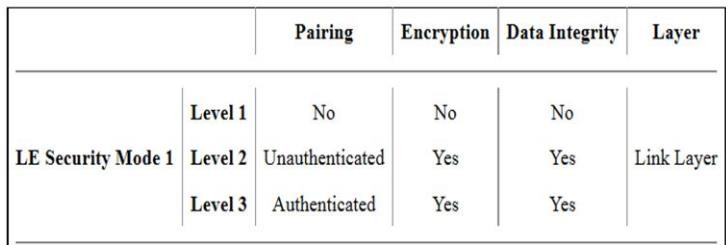 Pairing Encryption Data Integrity Layer
Level 1 No No No
LE Security Mode 1 Level 2 Unauthenticated Yes Yes Link Layer
Level 3 Authenticated Yes Yes